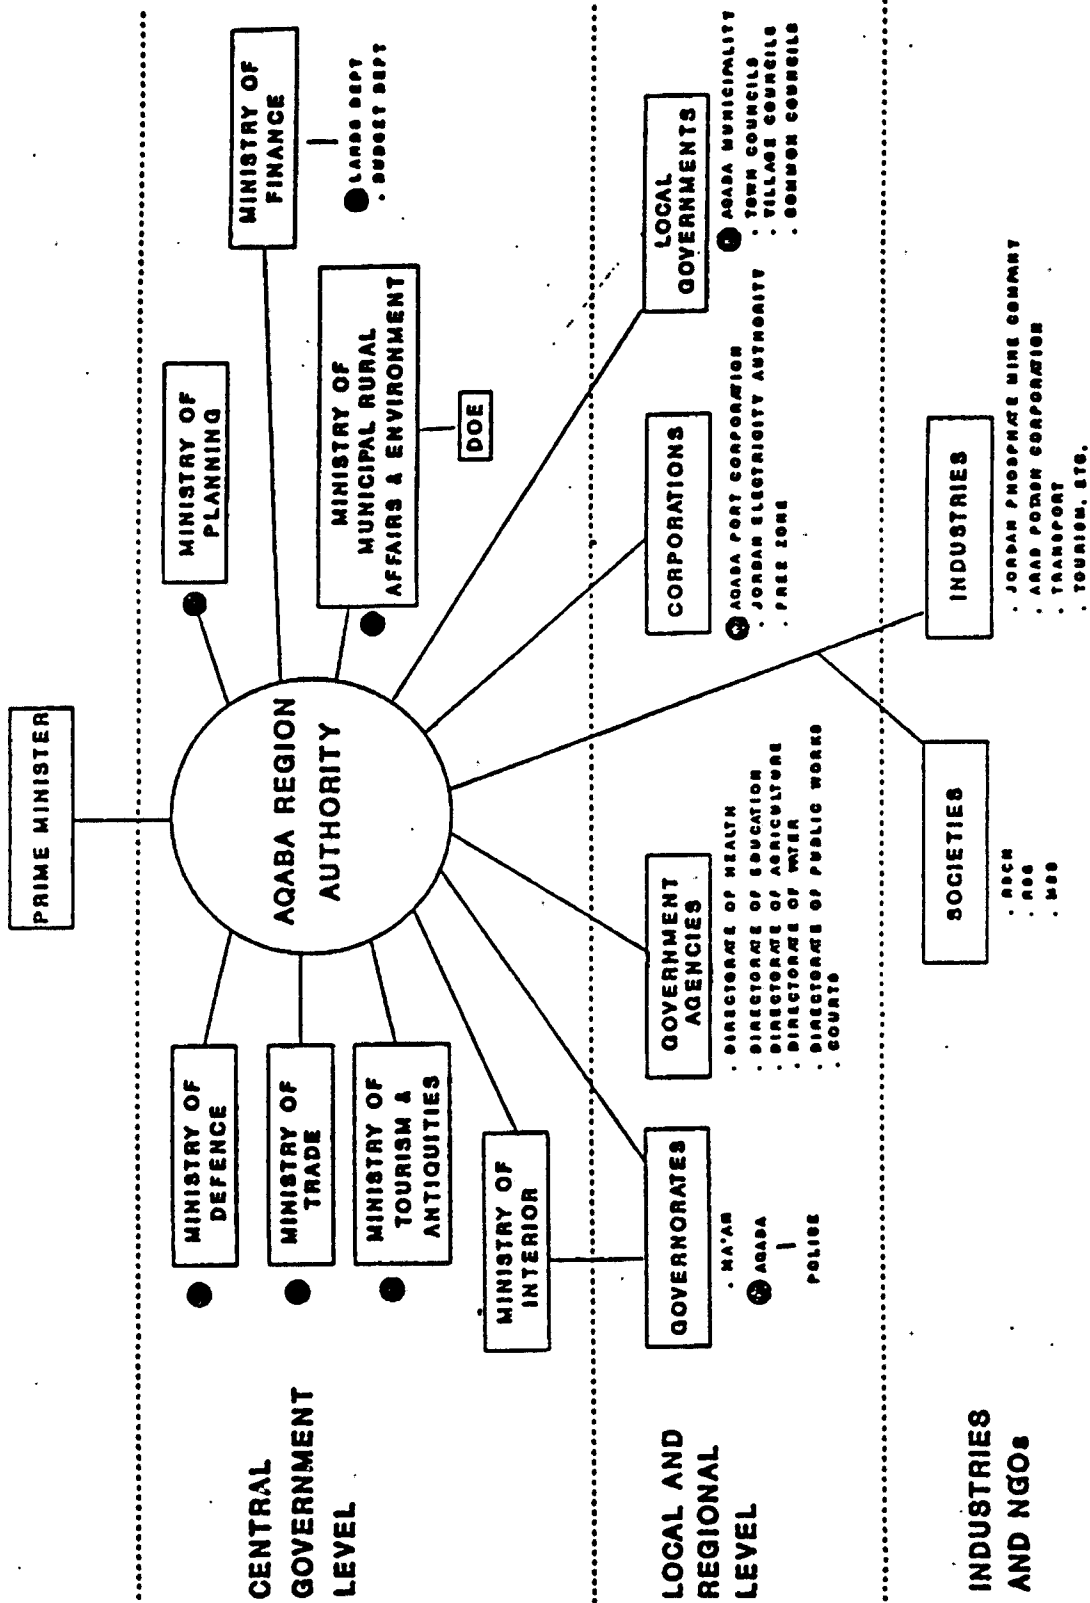 PRIME MINISTER
CENTRAL
GOVERNMENT
LEVEL
MINISTRY OF
DEFENCE
MINISTRY OF
TRADE
MINISTRY OF
TOURISM &
ANTIQUITIES
MINISTRY OF
INTERIOR
AQABA REGION
AUTHORITY
MINISTRY OF
PLANNING
MINISTRY OF
MUNICIPAL RURAL
AFFAIRS & ENVIRONMENT
DOE
MINISTRY OF
FINANCE
LANDS DEPT
. BUDGET DEPT
LOCAL AND
REGIONAL
LEVEL
GOVERNORATES
. MA'AN
AQABA
POLICE
GOVERNMENT
AGENCIES
. DIRECTORATE OF HEALTH
. DIRECTORATE OF EDUCATION
. DIRECTORATE OF AGRICULTURE
. DIRECTORATE OF WATER
. DIRECTORATE OF PUBLIC WORKS
. COURTS
CORPORATIONS
AQABA PORT CORPORATION
. JORDAN ELECTRICITY AUTHORITY
. FREE ZONE
LOCAL
GOVERNMENTS
AQABA MUNICIPALITY
. TOWN COUNCILS
. VILLAGE COUNCILS
. COMMON COUNCILS
INDUSTRIES
AND NGOs
SOCIETIES
. RSCN
INDUSTRIES
. JORDAN PHOSPHATE MINE COMPANY
. ARAB POTASH CORPORATION
. TRANSPORT
. TOURISM, ETC.